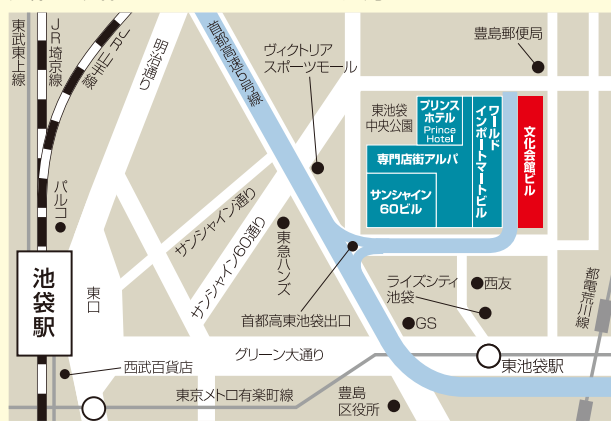 東武東上線
JR埼京線
JR山手線
明治通り
首都高速5号線
ヴィクトリア
スポーツモール
豊島郵便局
東池袋
中央公園
プリンス
ホテル
Prince
Hotel
ワールド
インポートマートビル
文化会館ビル
専門店街アルパ
サンシャイン
60ビル
パルコ
サンシャイン通り
サンシャイン60通り
東急ハンズ
池袋駅
東口
首都高東池袋出口
ライズシティ
池袋
西友
GS
都電荒川線
グリーン大通り
東池袋駅
西武百貨店
東京メトロ有楽町線
豊島
区役所